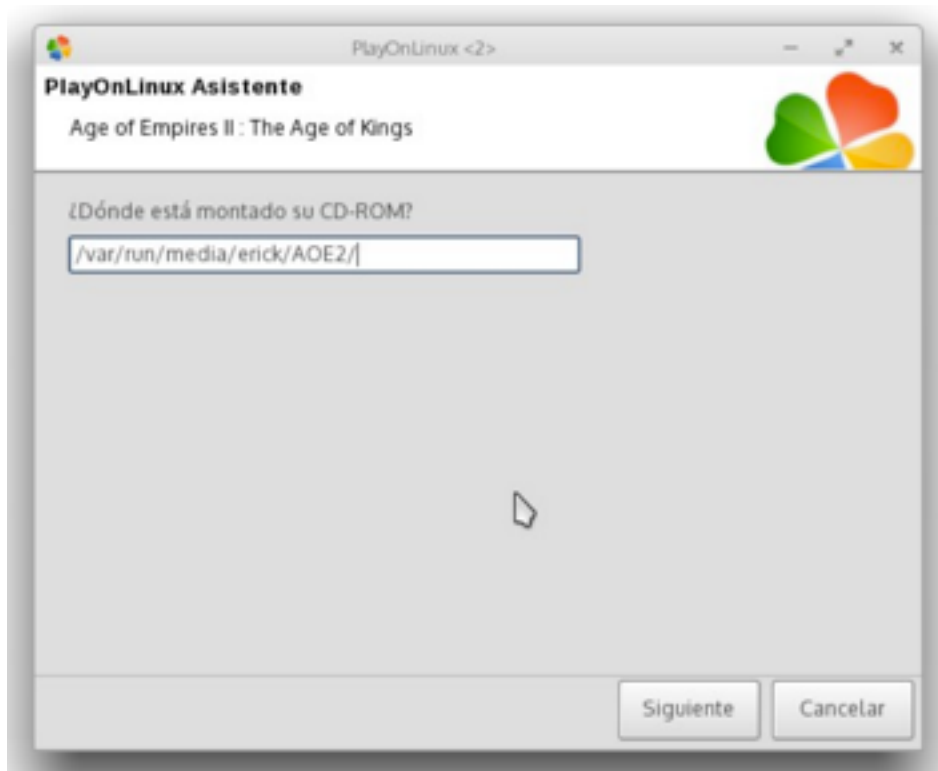 PlayOnLinux <2>
PlayOnLinux Asistente
Age of Empires II : The Age of Kings
¿Dónde está montado su CD-ROM?
/var/run/media/erick/AOE2/
Siguiente
Cancelar